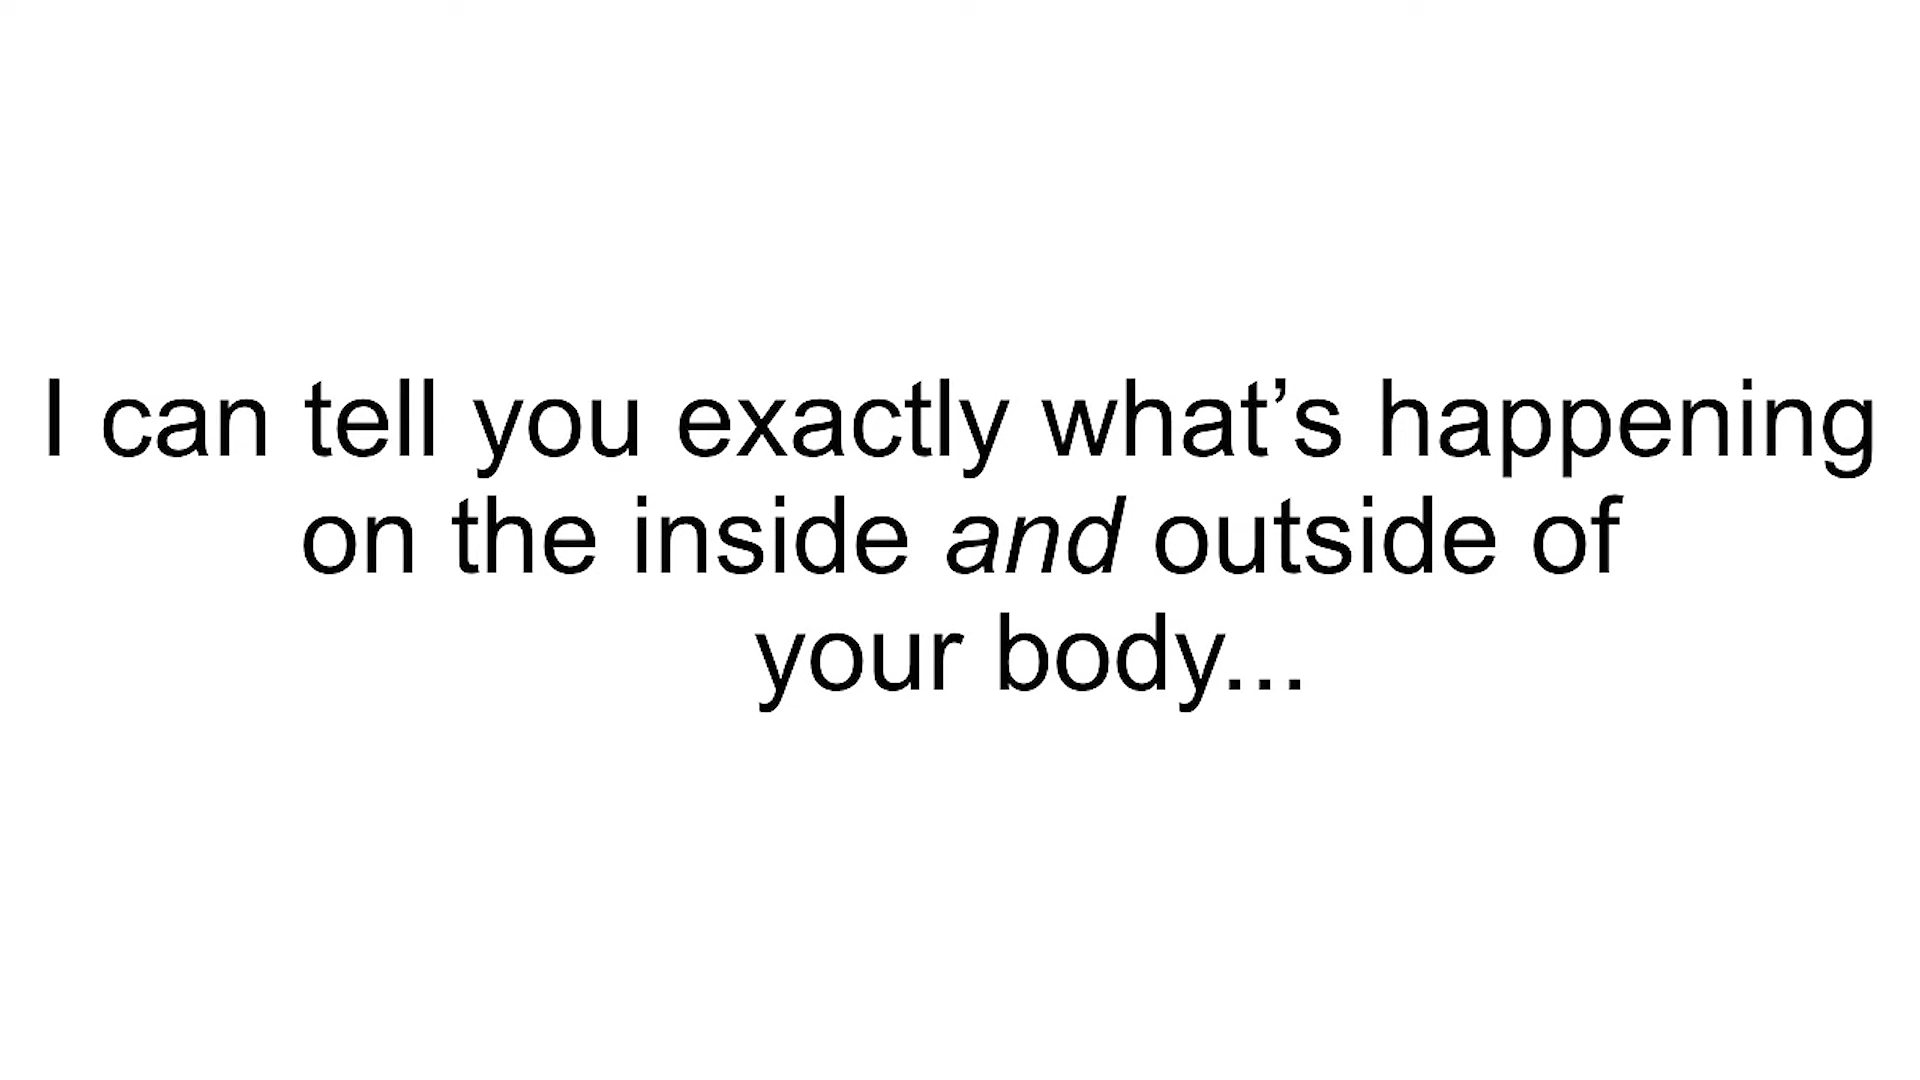 I can tell you exactly what’s happening
on the inside and outside of
your body...